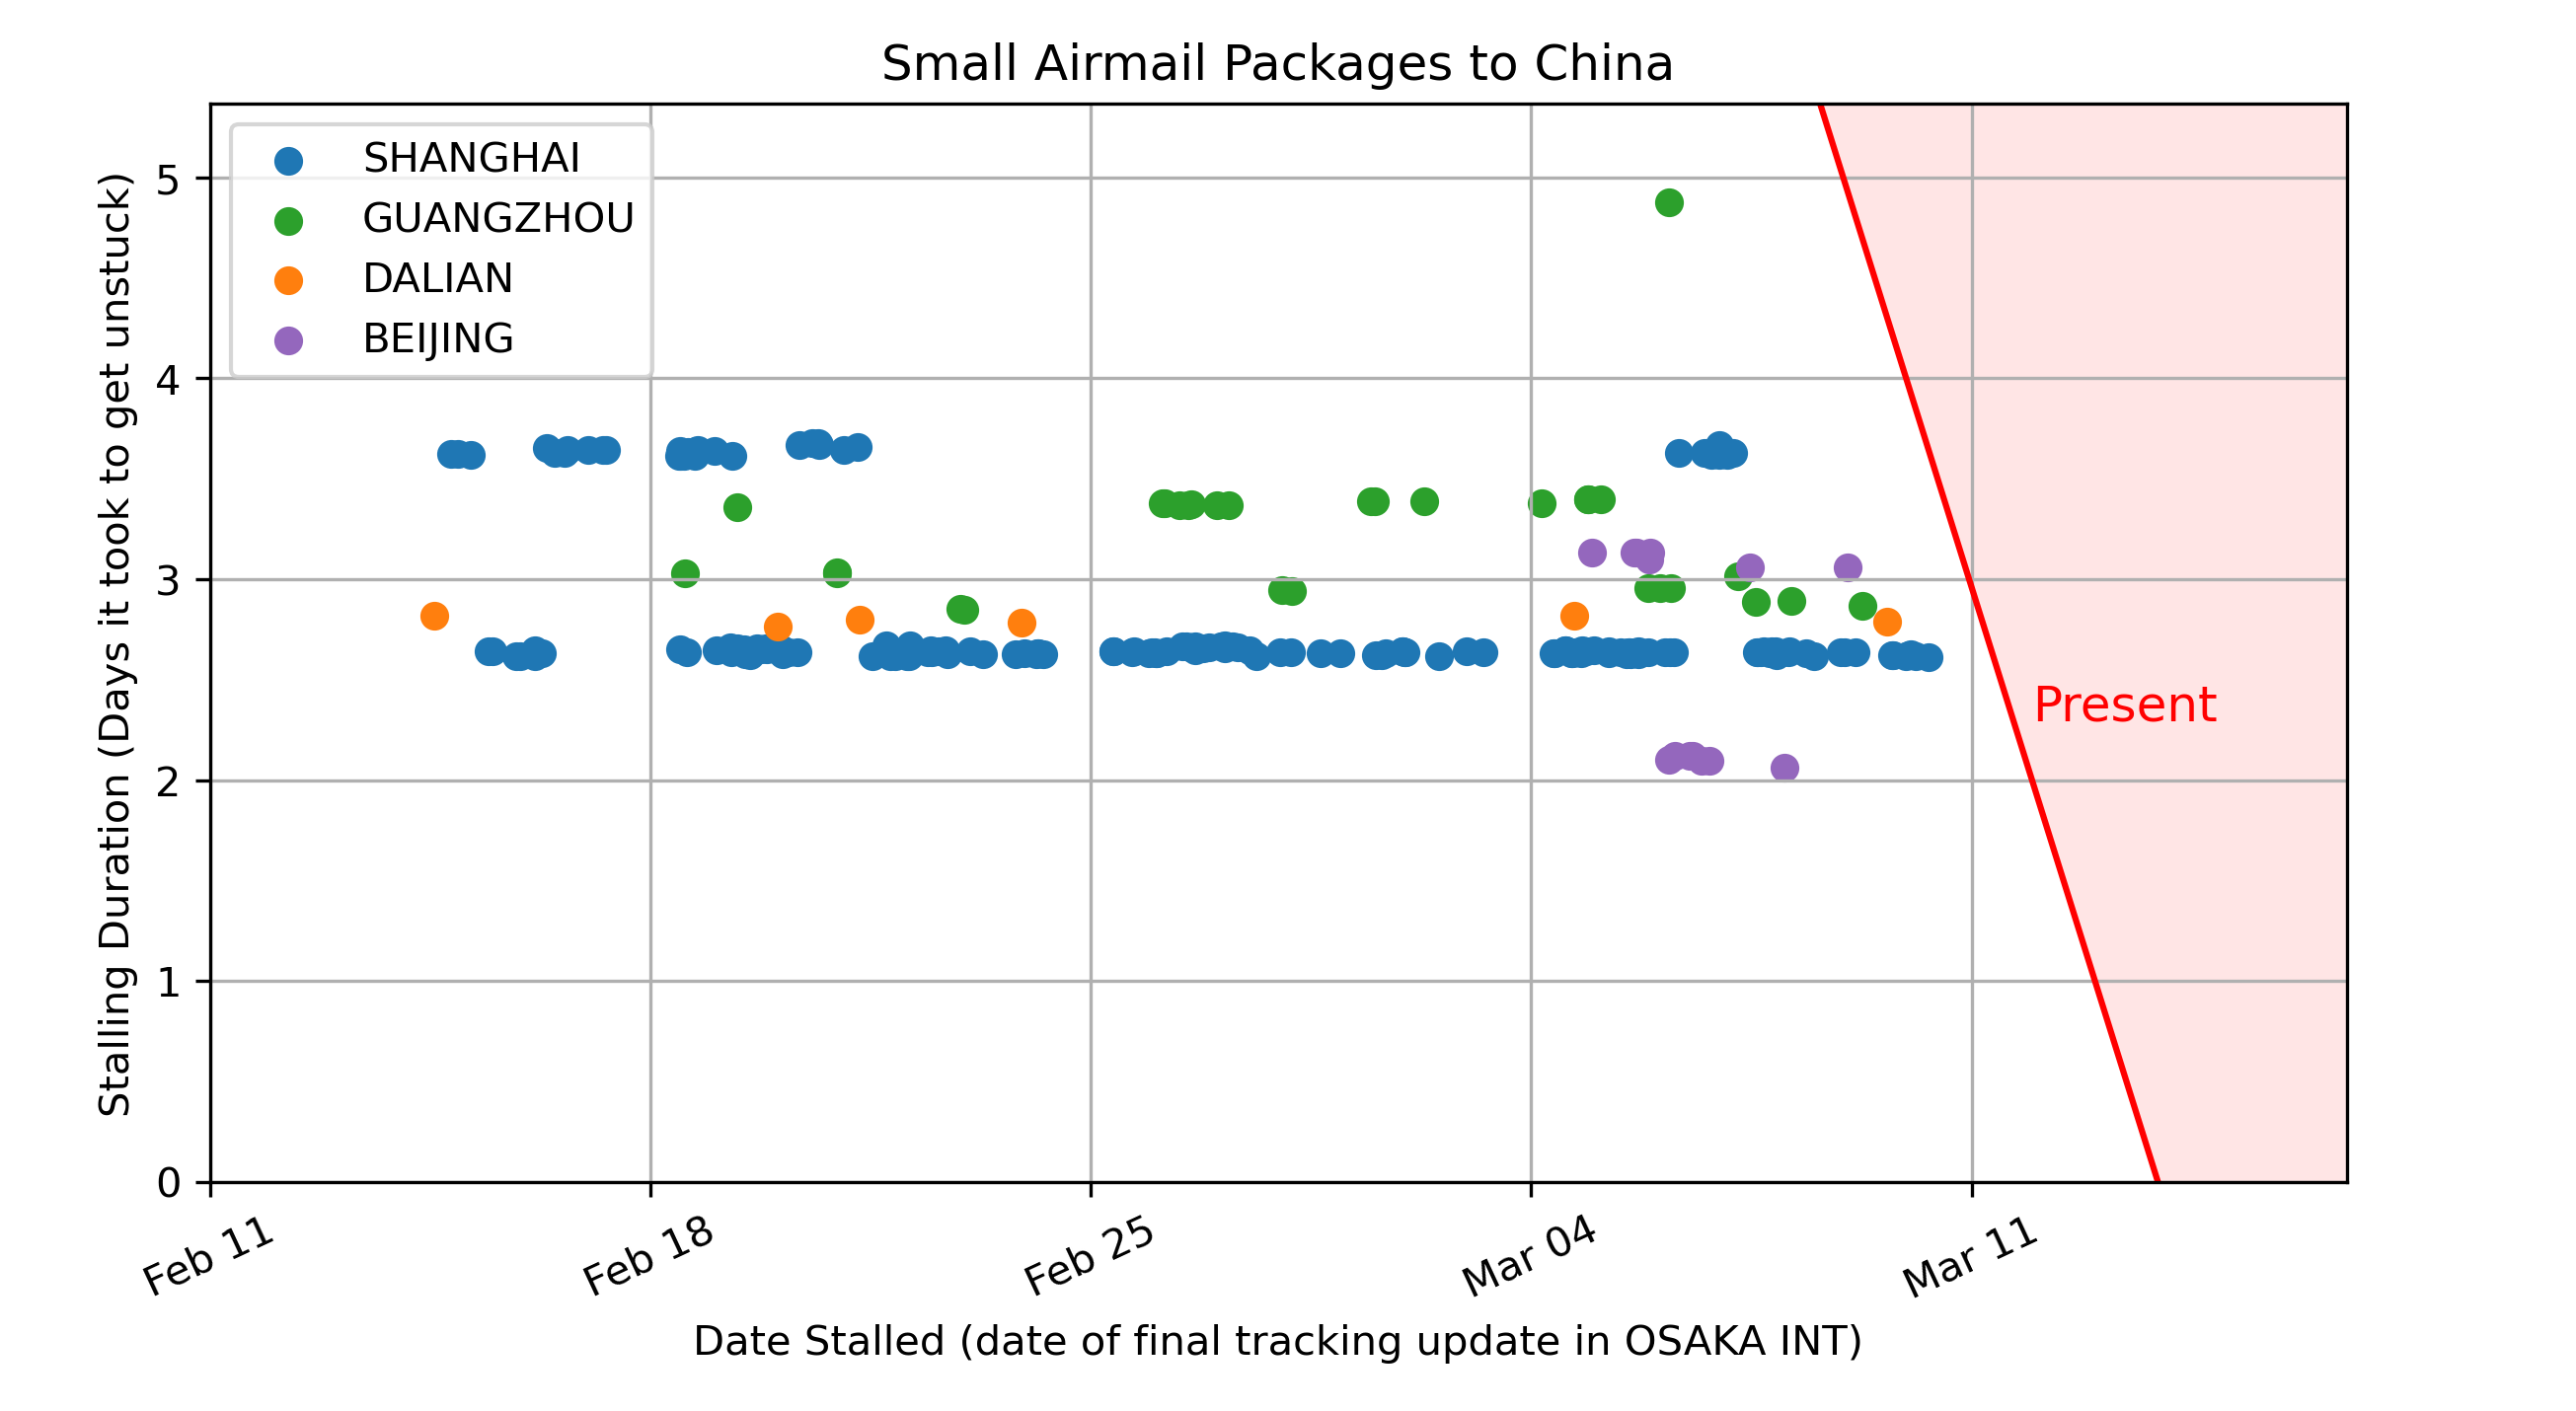 Small Airmail Packages to China
SHANGHAI
GUANGZHOU
DALIAN
BEIJING
Stalling Duration (Days it took to get unstuck)
5
4
3
2
1
0
Present
Feb 11
Feb 18
Feb 25
Mar 04
Mar 11
Date Stalled (date of final tracking update in OSAKA INT)